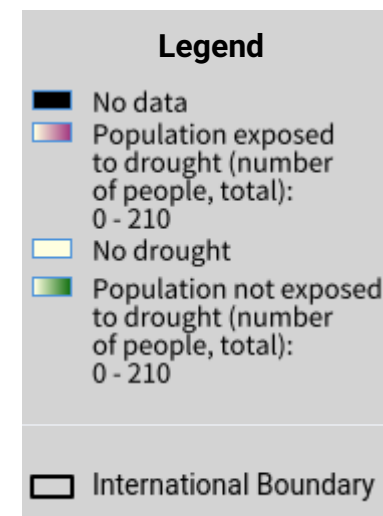 Legend
No data
Population exposed
to drought (number
of people, total):
0 - 210
No drought
Population not exposed
to drought (number
of people, total):
0 - 210
International Boundary